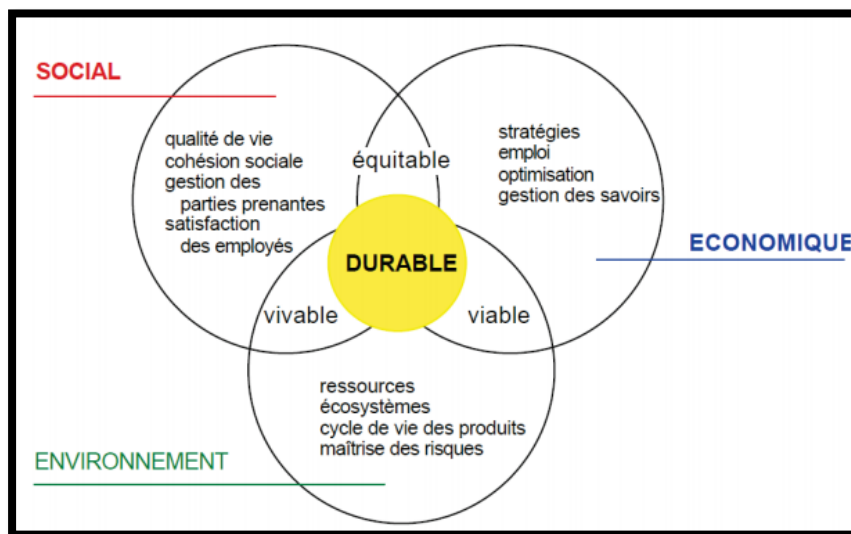 SOCIAL
qualité de vie
cohésion sociale
gestion des
parties prenantes
satisfaction
des employés
équitable
stratégies
emploi
optimisation
gestion des savoirs
ECONOMIQUE
DURABLE
vivable
viable
ressources
écosystèmes
cycle de vie des produits
maîtrise des risques
ENVIRONNEMENT